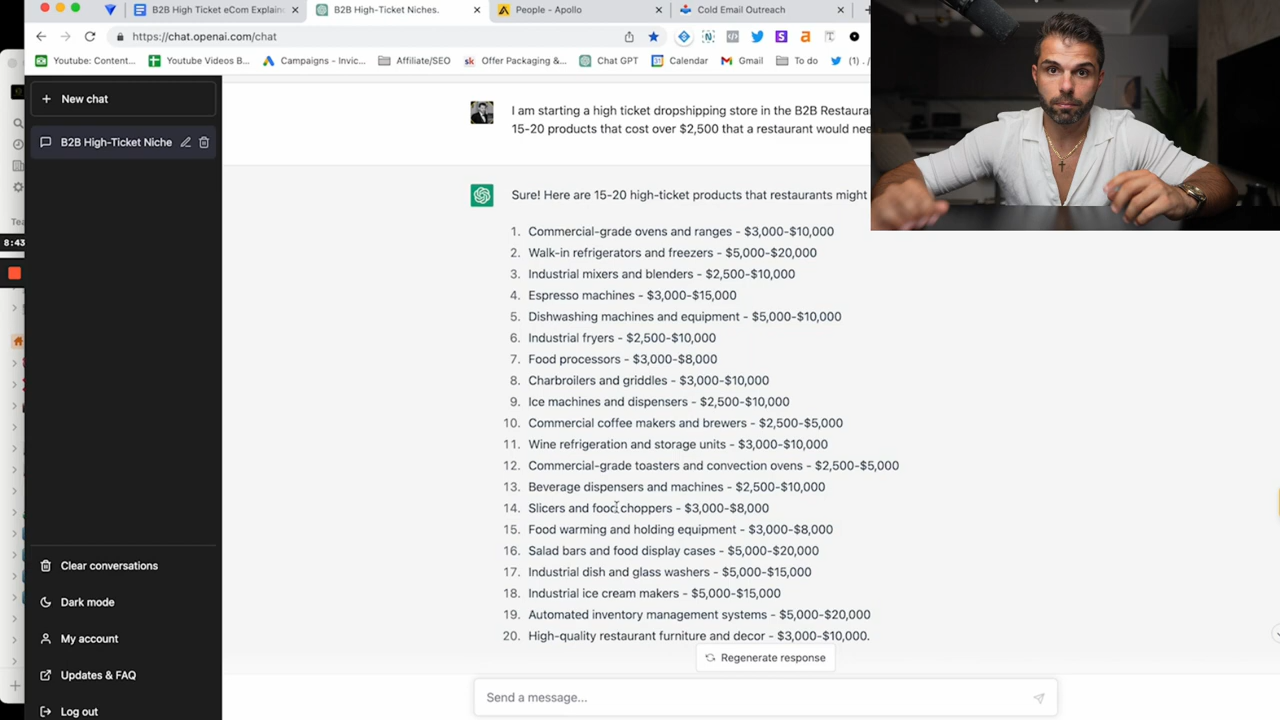 B2B High Ticket eCom Explain
B2B High-Ticket Niches.
People - Apollo
Cold Email Outreach
https://chat.openai.com/chat
Youtube: Content...
Youtube Videos B...
Campaigns - Invic...
Affiliate/SEO
Offer Packaging &...
Chat GPT
Calendar
Gmail
To do
(1) . /
New chat
B2B High-Ticket Niche
I am starting a high ticket dropshipping store in the B2B Restaura
15-20 products that cost over $2,500 that a restaurant would nee
Sure! Here are 15-20 high-ticket products that restaurants might
1. Commercial-grade ovens and ranges - $3,000-$10,000
2. Walk-in refrigerators and freezers - $5,000-$20,000
3. Industrial mixers and blenders - $2,500-$10,000
4. Espresso machines - $3,000-$15,000
5. Dishwashing machines and equipment - $5,000-$10,000
6. Industrial fryers - $2,500-$10,000
7. Food processors - $3,000-$8,000
8. Charbroilers and griddles - $3,000-$10,000
9. Ice machines and dispensers - $2,500-$10,000
10. Commercial coffee makers and brewers - $2,500-$5,000
11. Wine refrigeration and storage units - $3,000-$10,000
12. Commercial-grade toasters and convection ovens - $2,500-$5,000
13. Beverage dispensers and machines - $2,500-$10,000
14. Slicers and food choppers - $3,000-$8,000
15. Food warming and holding equipment - $3,000-$8,000
16. Salad bars and food display cases - $5,000-$20,000
17. Industrial dish and glass washers - $5,000-$15,000
18. Industrial ice cream makers - $5,000-$15,000
19. Automated inventory management systems - $5,000-$20,000
20. High-quality restaurant furniture and decor - $3,000-$10,000.
Regenerate response
Send a message...
Tea
8:43
Clear conversations
Dark mode
My account
Updates & FAQ
Log out